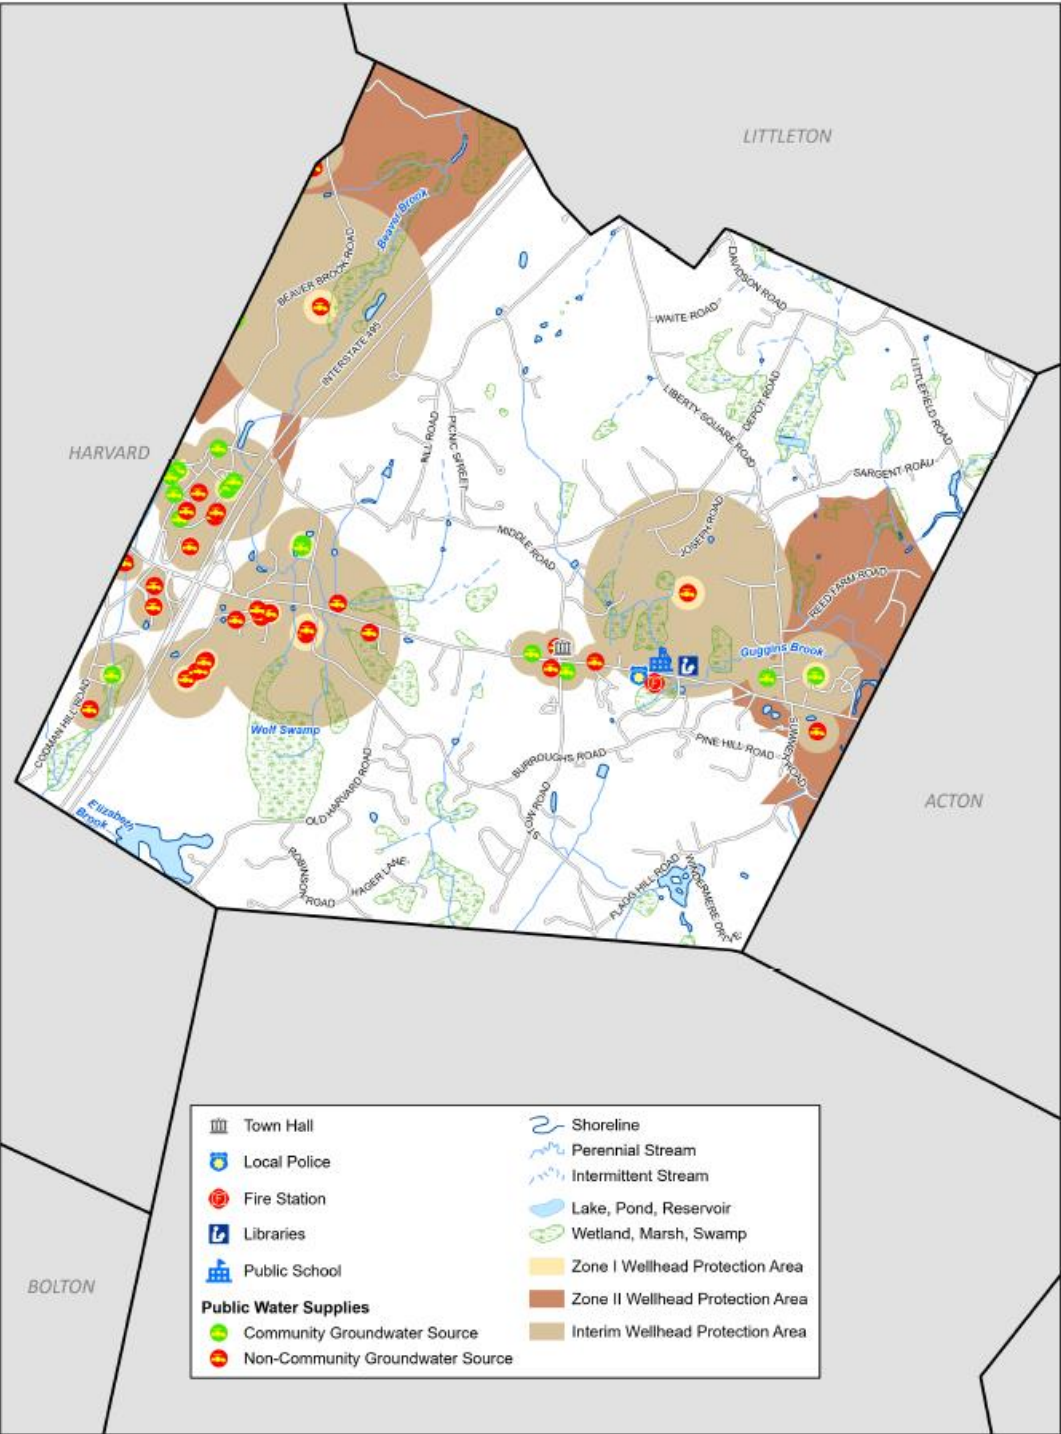 LITTLETON
Beaver Brook
DAVIDSON ROAD
BEAVER BROOK ROAD
WAITE ROAD
INTERSTATE 495
LITTLEFIELD ROAD
LIBERTY SQUARE ROAD
DEPOT ROAD
HILL ROAD
PICNIC STREET
HARVARD
SARGENT ROAD
JOSEPH ROAD
MIDDLE ROAD
REED FARM ROAD
Guggins Brook
CODMAN HILL ROAD
Wolf Swamp
SUMMER ROAD
PINE HILL ROAD
BURROUGHS ROAD
OLD HARVARD ROAD
STOW ROAD
ACTON
Elizabeth
Brook
ROBINSON ROAD
HAGER LANE
FLAGG HILL ROAD
WINDERMERE DRIVE
Town Hall
Local Police
Fire Station
Libraries
Public School
Public Water Supplies
Community Groundwater Source
Non-Community Groundwater Source
Shoreline
Perennial Stream
Intermittent Stream
Lake, Pond, Reservoir
Wetland, Marsh, Swamp
Zone I Wellhead Protection Area
Zone II Wellhead Protection Area
Interim Wellhead Protection Area
BOLTON